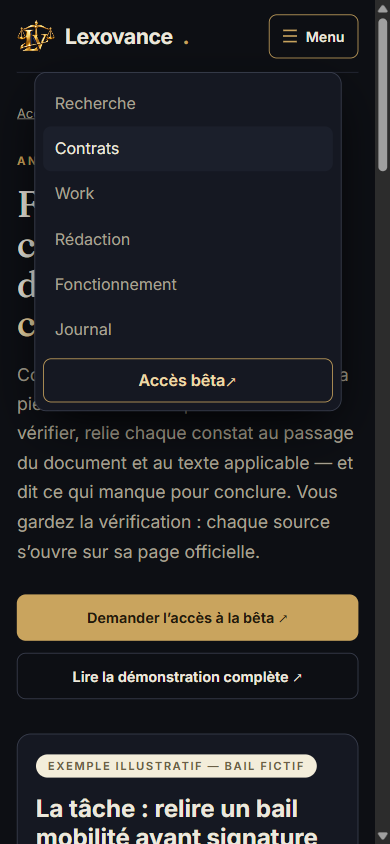 Lexovance .
☰ Menu
Recherche
Contrats
Work
Rédaction
Fonctionnement
Journal
Accès bêta↗
vérifier, relie chaque constat au passage
du document et au texte applicable — et
dit ce qui manque pour conclure. Vous
gardez la vérification : chaque source
s’ouvre sur sa page officielle.
Demander l’accès à la bêta ↗
Lire la démonstration complète ↗
EXEMPLE ILLUSTRATIF — BAIL FICTIF
La tâche : relire un bail
mobilité avant signature